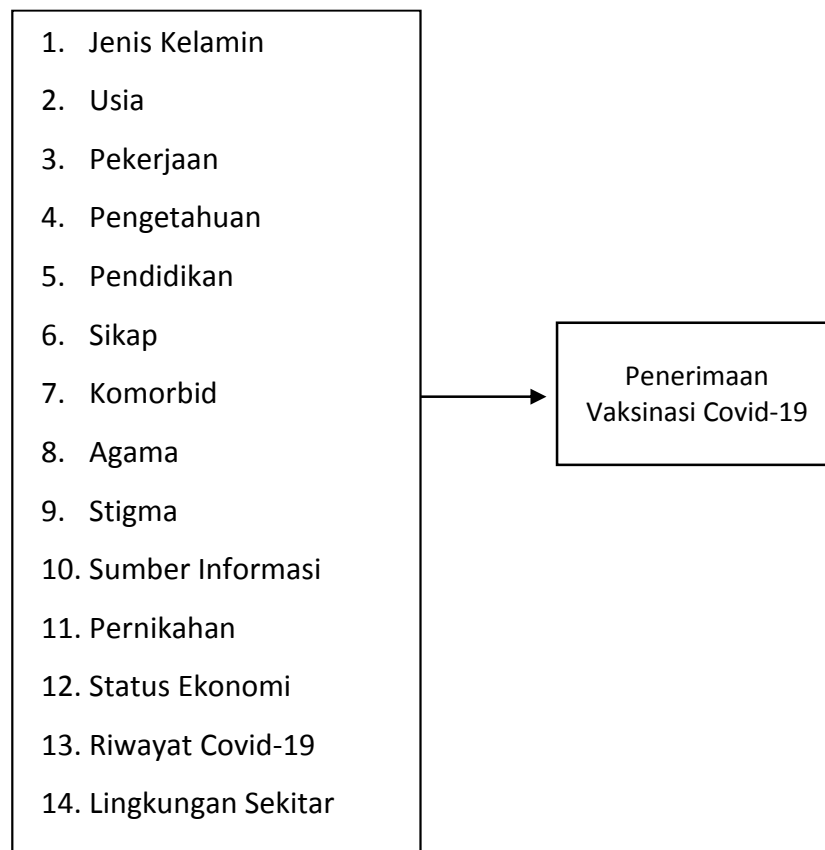 1. Jenis Kelamin
2. Usia
3. Pekerjaan
4. Pengetahuan
5. Pendidikan
6. Sikap
7. Komorbid
8. Agama
9. Stigma
10. Sumber Informasi
11. Pernikahan
12. Status Ekonomi
13. Riwayat Covid-19
14. Lingkungan Sekitar
Penerimaan
Vaksinasi Covid-19